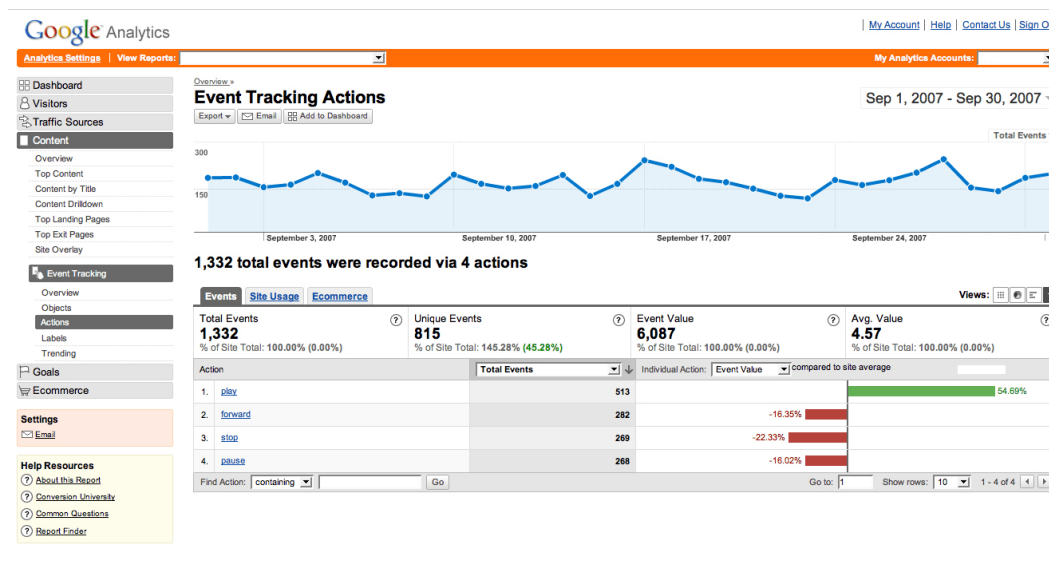 Google Analytics
My Account | Help | Contact Us | Sign O
Analytics Settings | View Reports:
My Analytics Accounts:
Dashboard
Visitors
Traffic Sources
Content
Overview
Top Content
Content by Title
Content Drilldown
Top Landing Pages
Top Exit Pages
Site Overlay
Event Tracking
Overview
Objects
Actions
Labels
Trending
Goals
Ecommerce
Settings
Email
Help Resources
About this Report
Conversion University
Common Questions
Report Finder
Overview »
Event Tracking Actions
Sep 1, 2007 - Sep 30, 2007
Export Email Add to Dashboard
Total Events
300
150
September 3, 2007 September 10, 2007 September 17, 2007 September 24, 2007
1,332 total events were recorded via 4 actions
Events Site Usage Ecommerce
Views:
Total Events
1,332
% of Site Total: 100.00% (0.00%)
Unique Events
815
% of Site Total: 145.28% (45.28%)
Event Value
6,087
% of Site Total: 100.00% (0.00%)
Avg. Value
4.57
% of Site Total: 100.00% (0.00%)
Action Total Events Individual Action: Event Value compared to site average
1. play 513 54.69%
2. forward 282 -16.35%
3. stop 269 -22.33%
4. pause 268 -16.02%
Find Action: containing Go Go to: 1 Show rows: 10 1 - 4 of 4